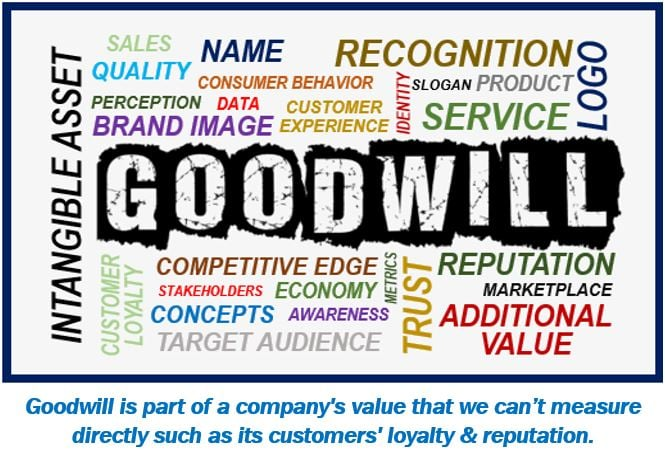 INTANGIBLE ASSET
SALES
QUALITY
NAME
RECOGNITION
LOGO
CONSUMER BEHAVIOR
IDENTITY
SLOGAN
PRODUCT
PERCEPTION
DATA
CUSTOMER
EXPERIENCE
SERVICE
BRAND IMAGE
GOODWILL
CUSTOMER
LOYALTY
COMPETITIVE EDGE
METRICS
TRUST
REPUTATION
STAKEHOLDERS
ECONOMY
MARKETPLACE
CONCEPTS
AWARENESS
ADDITIONAL
VALUE
TARGET AUDIENCE
Goodwill is part of a company's value that we can’t measure
directly such as its customers' loyalty & reputation.